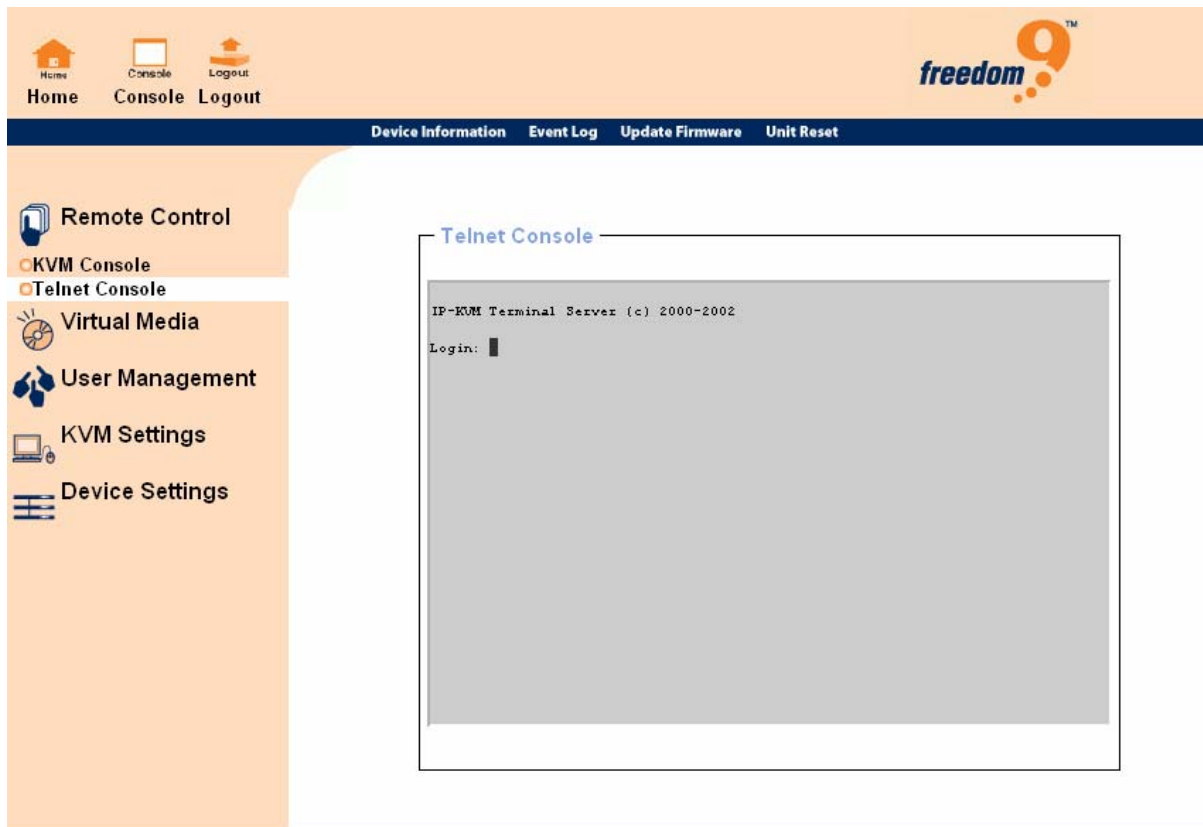 Home Console Logout
Home Console Logout
freedom9 TM
Device Information Event Log Update Firmware Unit Reset
Remote Control
KVM Console
Telnet Console
Virtual Media
User Management
KVM Settings
Device Settings
Telnet Console
IP-KVM Terminal Server (c) 2000-2002
Login: